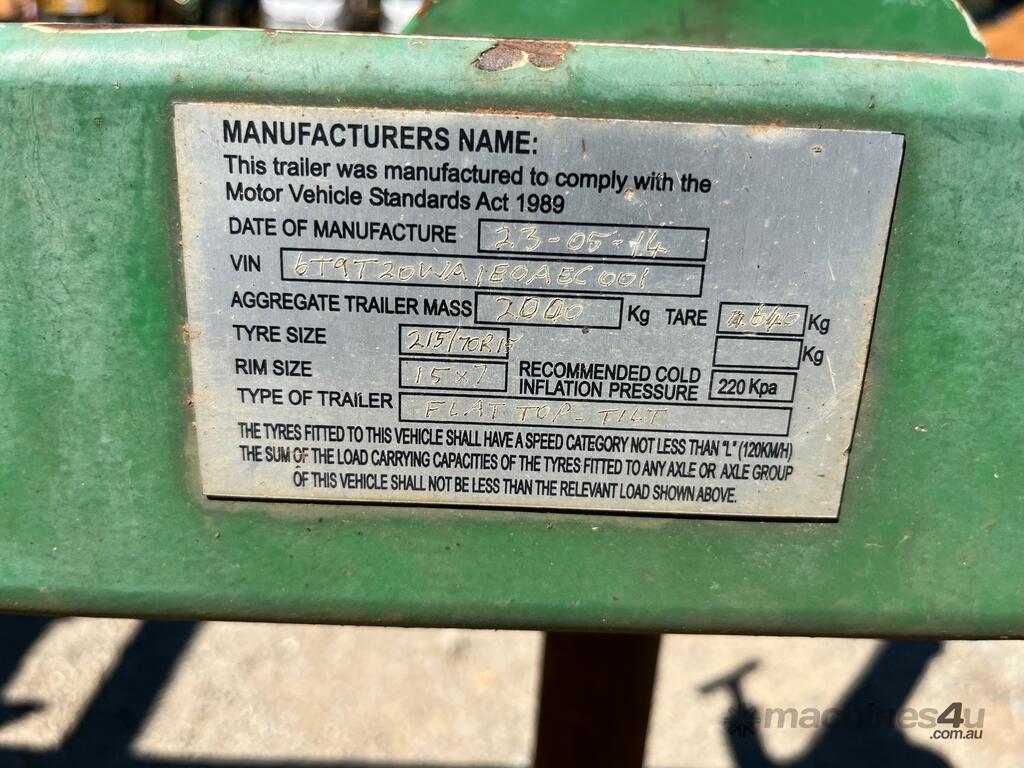 MANUFACTURERS NAME:
This trailer was manufactured to comply with the
Motor Vehicle Standards Act 1989
DATE OF MANUFACTURE 23-05-14
VIN 6T9T20WA1E0AEC001
AGGREGATE TRAILER MASS 2000 Kg TARE 640 Kg
TYRE SIZE 215/70R15 Kg
RIM SIZE 15x7 RECOMMENDED COLD INFLATION PRESSURE 220 Kpa
TYPE OF TRAILER FLAT TOP - TILT
THE TYRES FITTED TO THIS VEHICLE SHALL HAVE A SPEED CATEGORY NOT LESS THAN "L" (120KM/H)
THE SUM OF THE LOAD CARRYING CAPACITIES OF THE TYRES FITTED TO ANY AXLE OR AXLE GROUP
OF THIS VEHICLE SHALL NOT BE LESS THAN THE RELEVANT LOAD SHOWN ABOVE.
machines4u
.com.au